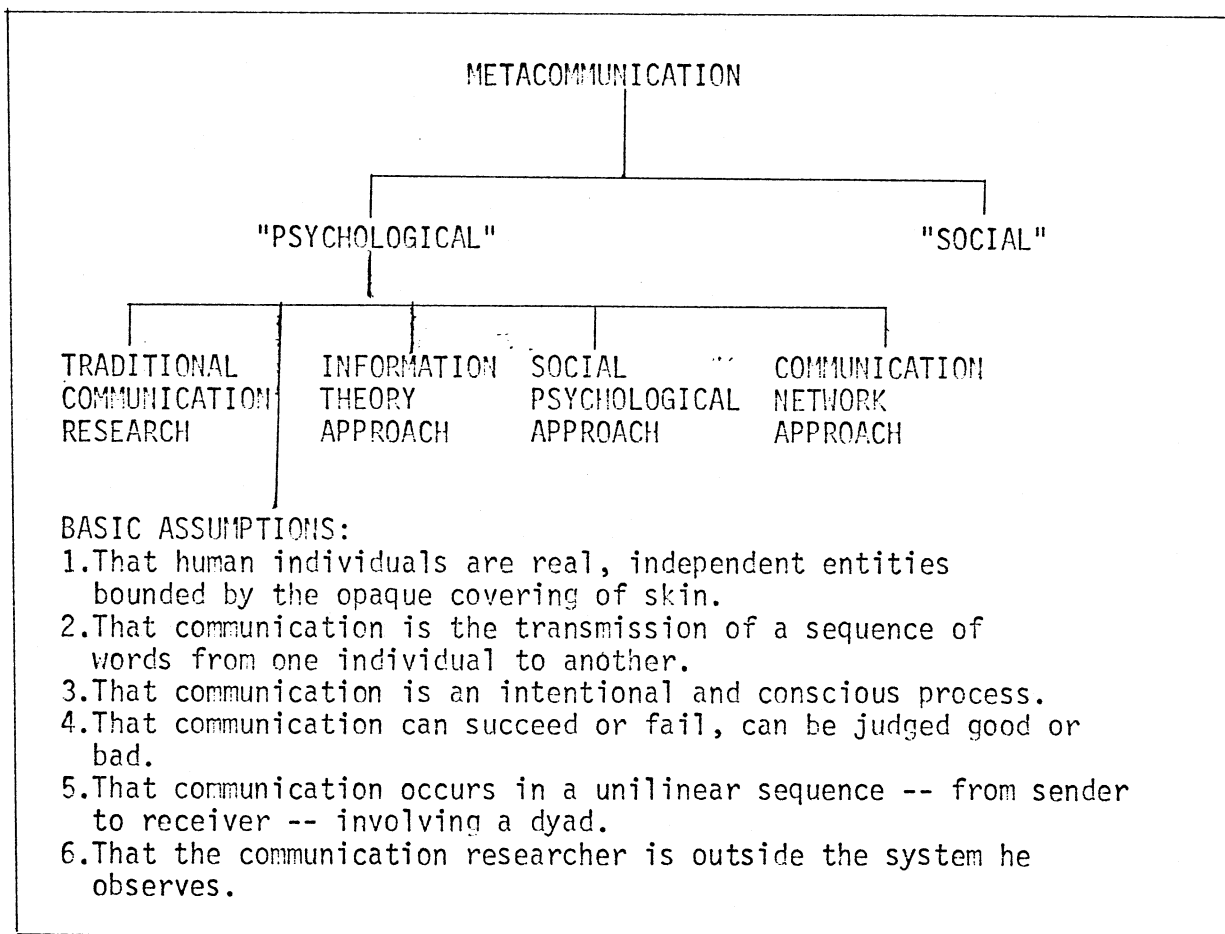 METACOMMUNICATION
"PSYCHOLOGICAL"
"SOCIAL"
TRADITIONAL
COMMUNICATION
RESEARCH
INFORMATION
THEORY
APPROACH
SOCIAL
PSYCHOLOGICAL
APPROACH
COMMUNICATION
NETWORK
APPROACH
BASIC ASSUMPTIONS:
1.That human individuals are real, independent entities
bounded by the opaque covering of skin.
2.That communication is the transmission of a sequence of
words from one individual to another.
3.That communication is an intentional and conscious process.
4.That communication can succeed or fail, can be judged good or
bad.
5.That communication occurs in a unilinear sequence -- from sender
to receiver -- involving a dyad.
6.That the communication researcher is outside the system he
observes.